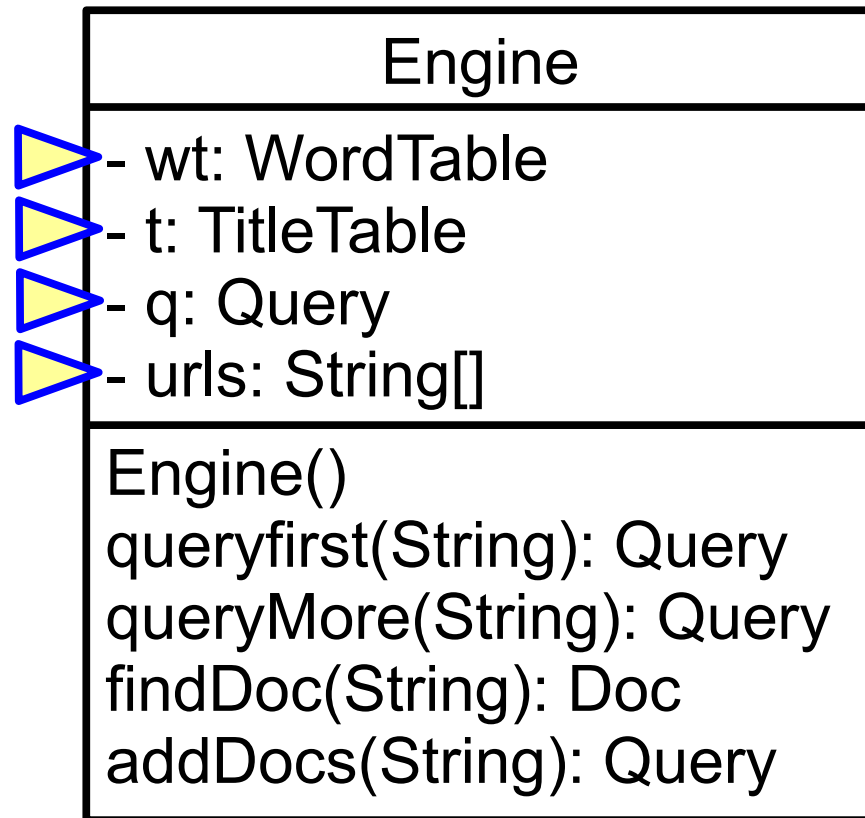 Engine
- wt: WordTable
- t: TitleTable
- q: Query
- urls: String[]
Engine()
queryfirst(String): Query
queryMore(String): Query
findDoc(String): Doc
addDocs(String): Query